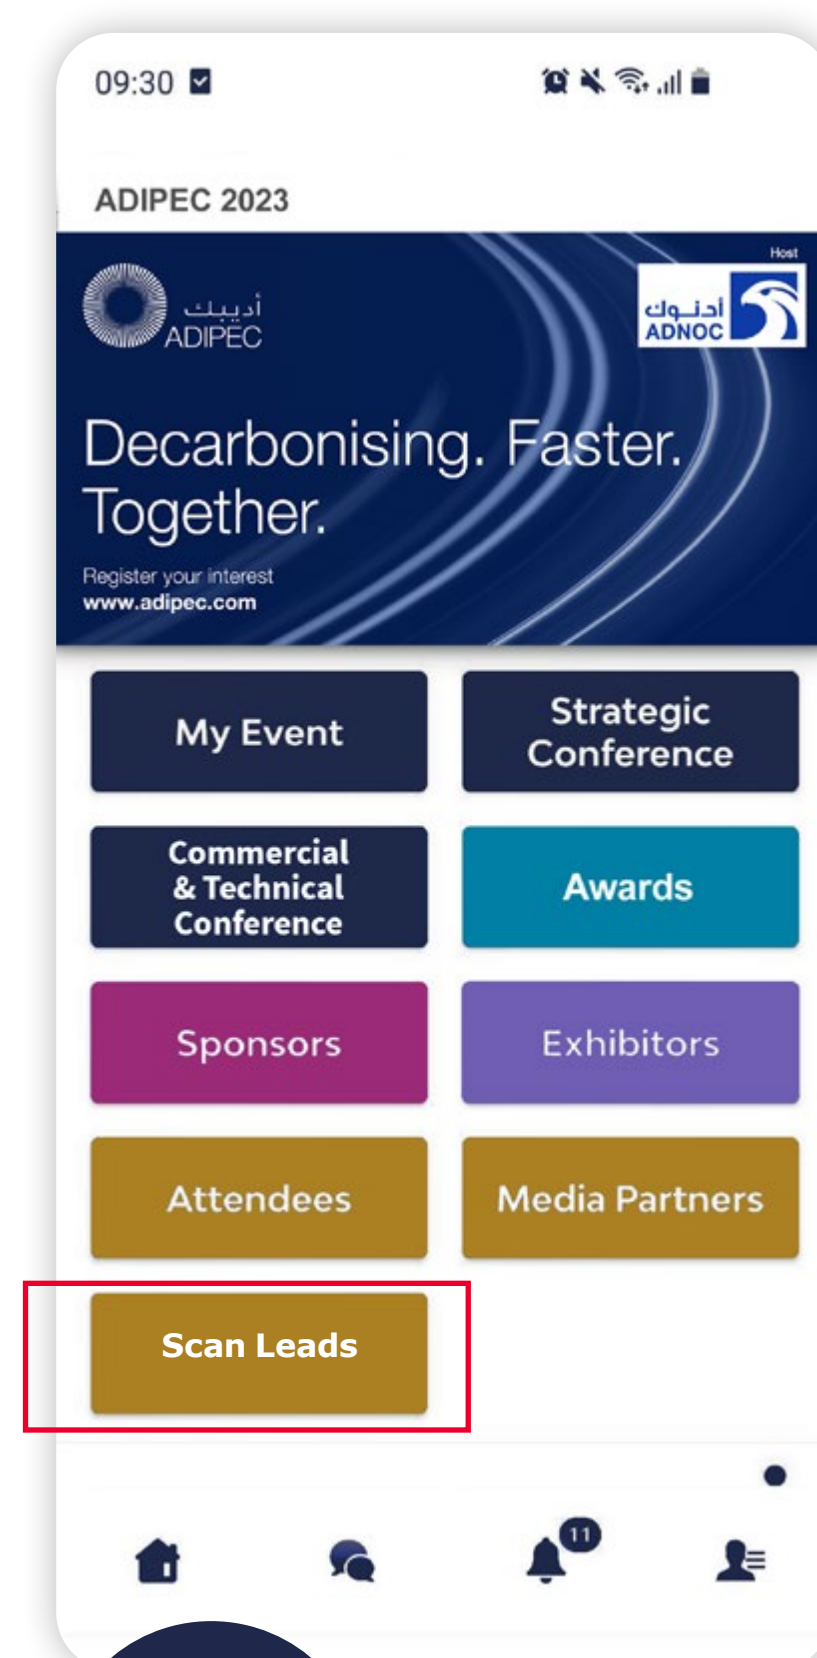 09:30
ADIPEC 2023
Host
أديبك
ADIPEC
أدنوك
ADNOC
Decarbonising. Faster.
Together.
Register your interest
www.adipec.com
My Event
Strategic
Conference
Commercial
& Technical
Conference
Awards
Sponsors
Exhibitors
Attendees
Media Partners
Scan Leads
11